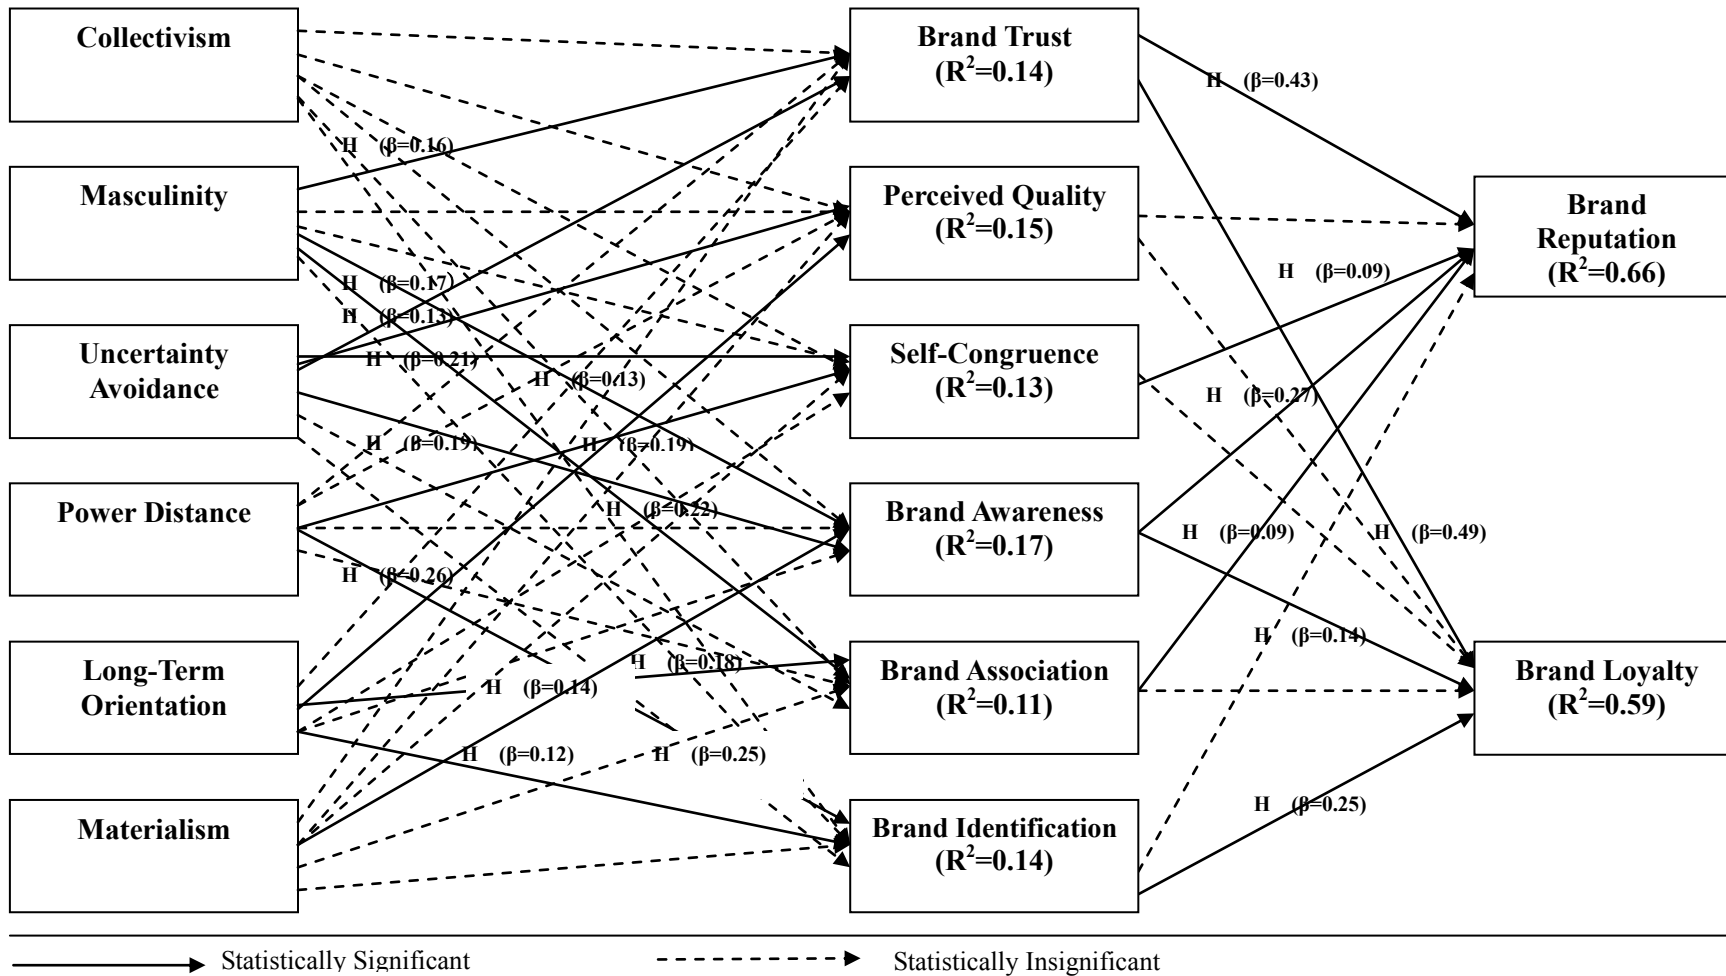 Collectivism
Masculinity
Uncertainty
Avoidance
Power Distance
Long-Term
Orientation
Materialism
H (β=0.16)
H (β=0.17)
H (β=0.13)
H (β=0.21)
H (β=0.13)
H (β=0.19)
H (β=0.19)
H (β=0.22)
H (β=0.26)
H (β=0.18)
H (β=0.14)
H (β=0.12)
H (β=0.25)
Brand Trust
(R²=0.14)
Perceived Quality
(R²=0.15)
Self-Congruence
(R²=0.13)
Brand Awareness
(R²=0.17)
Brand Association
(R²=0.11)
Brand Identification
(R²=0.14)
H (β=0.43)
H (β=0.09)
H (β=0.27)
H (β=0.09)
H (β=0.49)
H (β=0.14)
H (β=0.25)
Brand
Reputation
(R²=0.66)
Brand Loyalty
(R²=0.59)
Statistically Significant
Statistically Insignificant